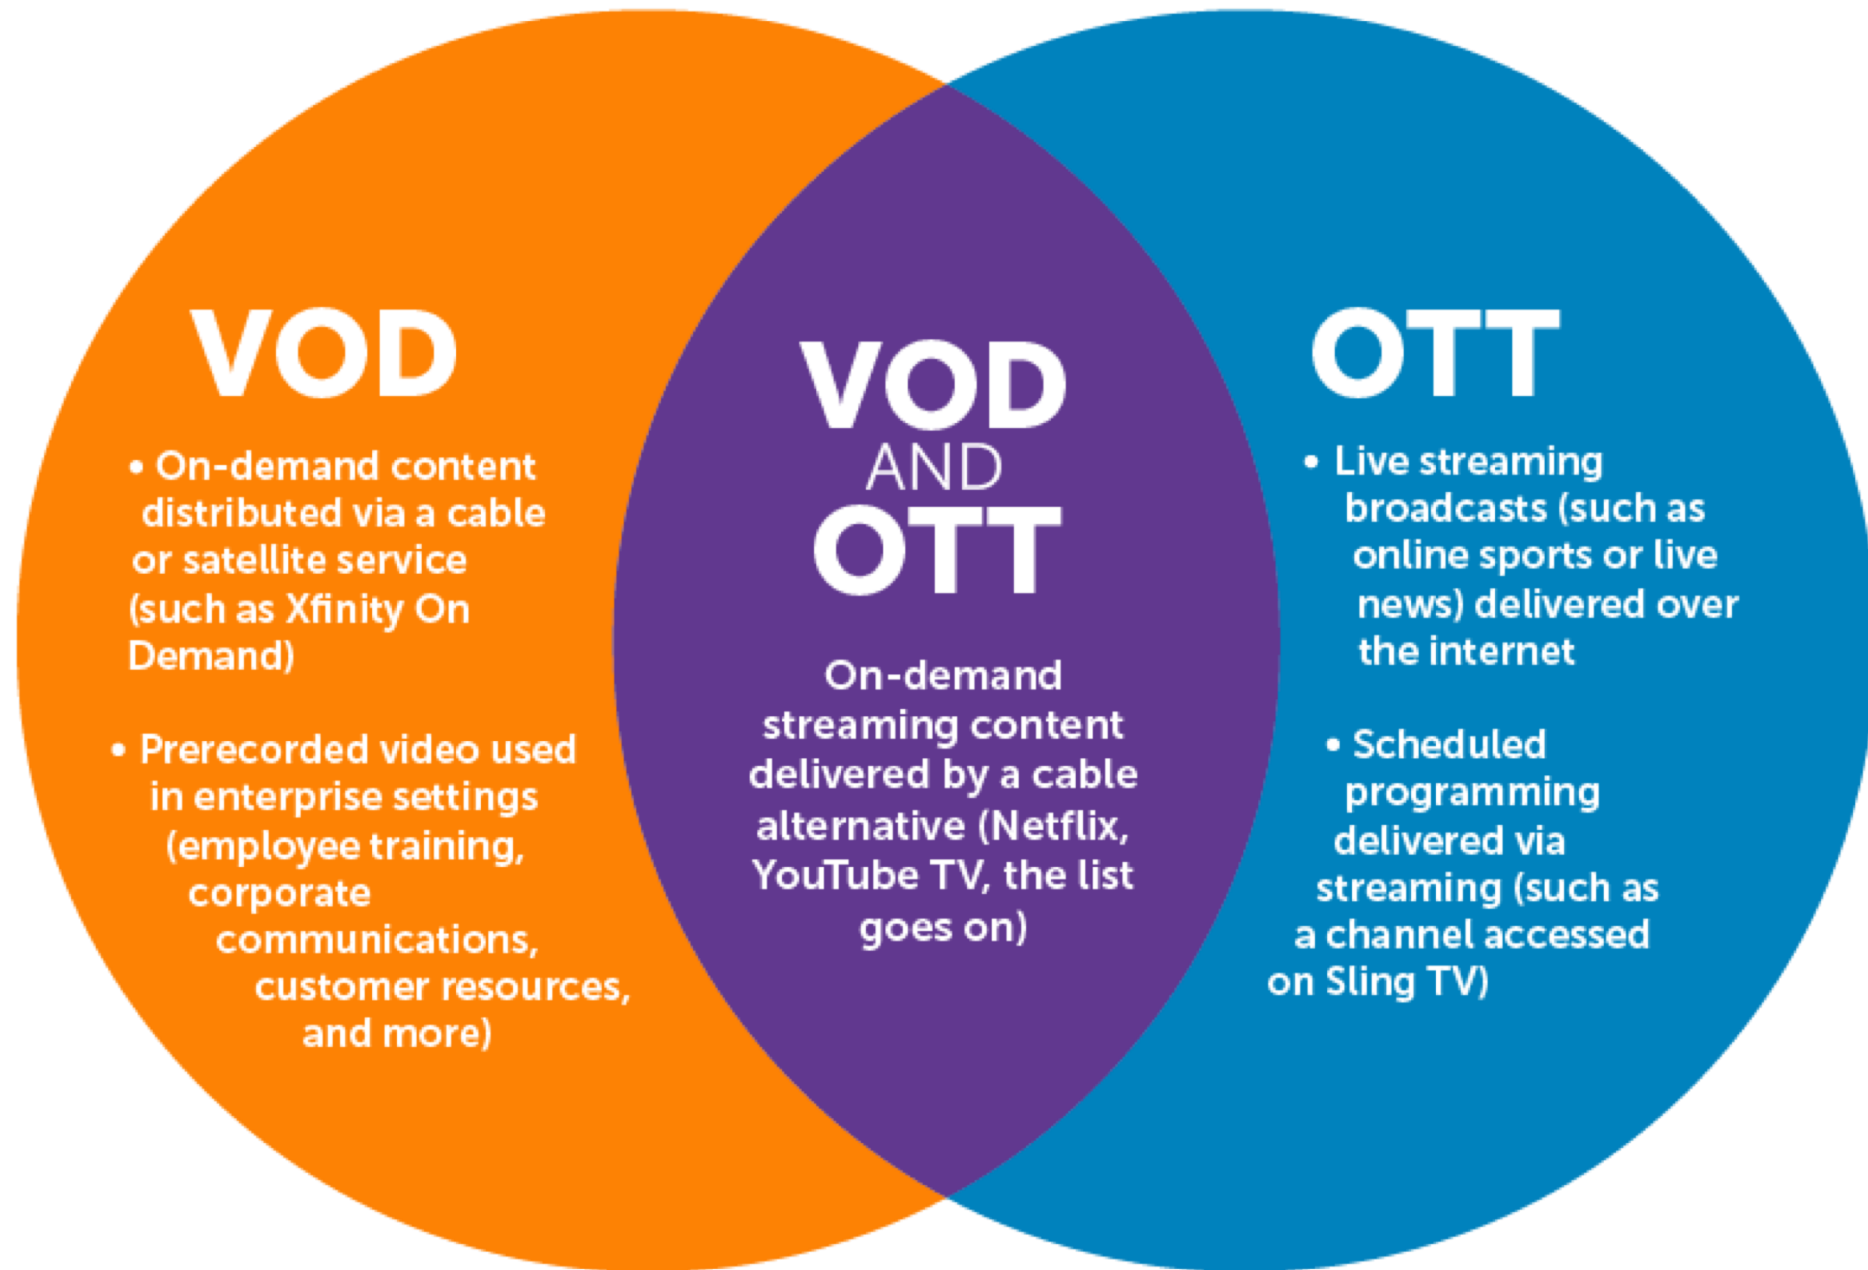 VOD
• On-demand content
distributed via a cable
or satellite service
(such as Xfinity On
Demand)
• Prerecorded video used
in enterprise settings
(employee training,
corporate
communications,
customer resources,
and more)
VOD
AND
OTT
On-demand
streaming content
delivered by a cable
alternative (Netflix,
YouTube TV, the list
goes on)
OTT
• Live streaming
broadcasts (such as
online sports or live
news) delivered over
the internet
• Scheduled
programming
delivered via
streaming (such as
a channel accessed
on Sling TV)